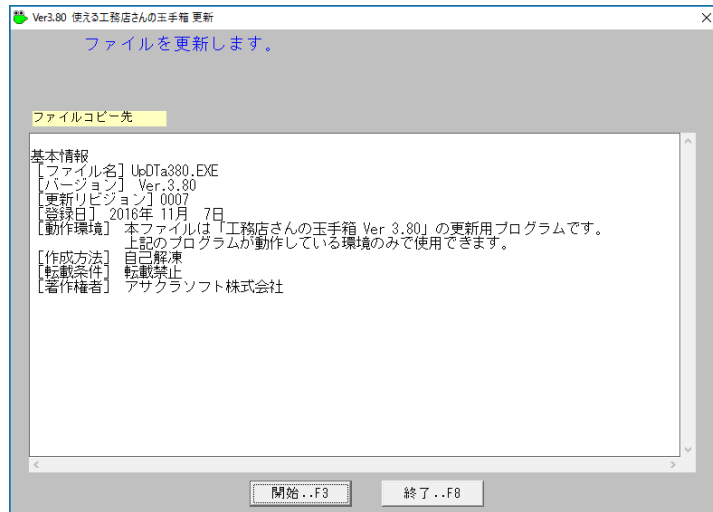 Ver3.80 使える工務店さんの玉手箱 更新
ファイルを更新します。
ファイルコピー先
基本情報
[ファイル名] UpDTa380.EXE
[バージョン] Ver.3.80
[更新リビジョン] 0007
[登録日] 2016年 11月 7日
[動作環境] 本ファイルは「工務店さんの玉手箱 Ver 3.80」の更新用プログラムです。
上記のプログラムが動作している環境のみで使用できます。
[作成方法] 自己解凍
[転載条件] 転載禁止
[著作権者] アサクラソフト株式会社
開始..F3 終了..F8